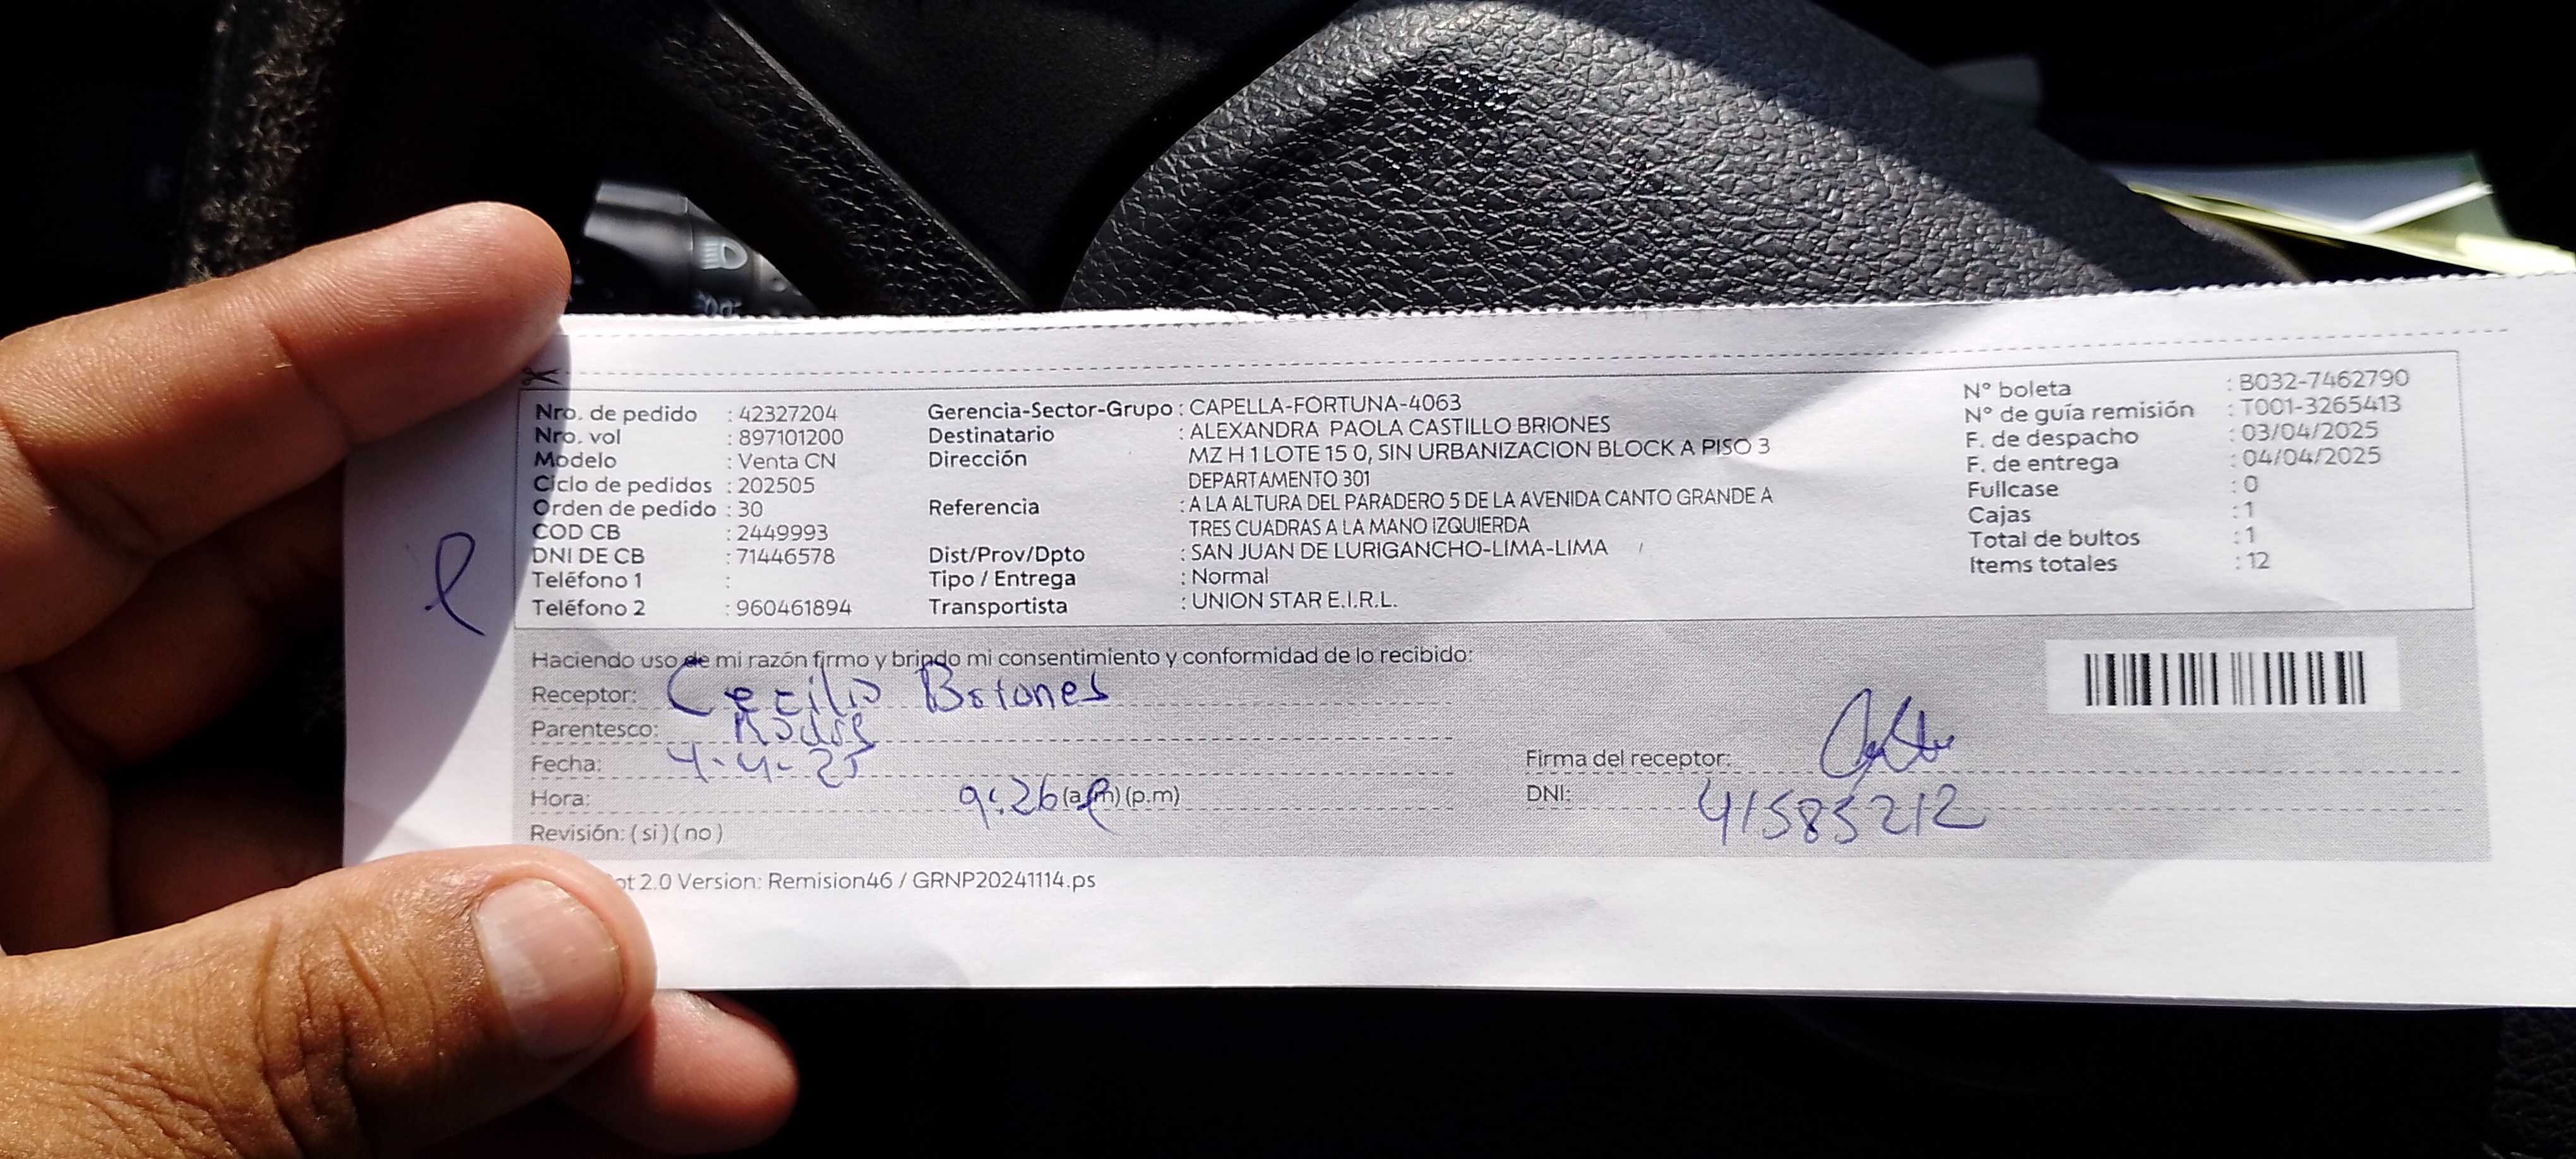 Nro. de pedido : 42327204
Nro. vol : 897101200
Modelo : Venta CN
Ciclo de pedidos : 202505
Orden de pedido : 30
COD CB : 2449993
DNI DE CB : 71446578
Teléfono 1 :
Teléfono 2 : 960461894
Gerencia-Sector-Grupo : CAPELLA-FORTUNA-4063
Destinatario : ALEXANDRA PAOLA CASTILLO BRIONES
Dirección MZ H 1 LOTE 15 0, SIN URBANIZACION BLOCK A PISO 3
DEPARTAMENTO 301
Referencia : A LA ALTURA DEL PARADERO 5 DE LA AVENIDA CANTO GRANDE A
TRES CUADRAS A LA MANO IZQUIERDA
Dist/Prov/Dpto : SAN JUAN DE LURIGANCHO-LIMA-LIMA
Tipo / Entrega : Normal
Transportista : UNION STAR E.I.R.L.
N° boleta : B032-7462790
N° de guía remisión : T001-3265413
F. de despacho : 03/04/2025
F. de entrega : 04/04/2025
Fullcase : 0
Cajas : 1
Total de bultos : 1
Items totales : 12
Haciendo uso de mi razón firmo y brindo mi consentimiento y conformidad de lo recibido:
Receptor: Cecilio Briones
Parentesco:
Fecha: 4-4-25
Hora: 9:26 (a.m) (p.m)
Revisión: ( si ) ( no )
Firma del receptor:
DNI: 41585212
ot 2.0 Version: Remision46 / GRNP20241114.ps